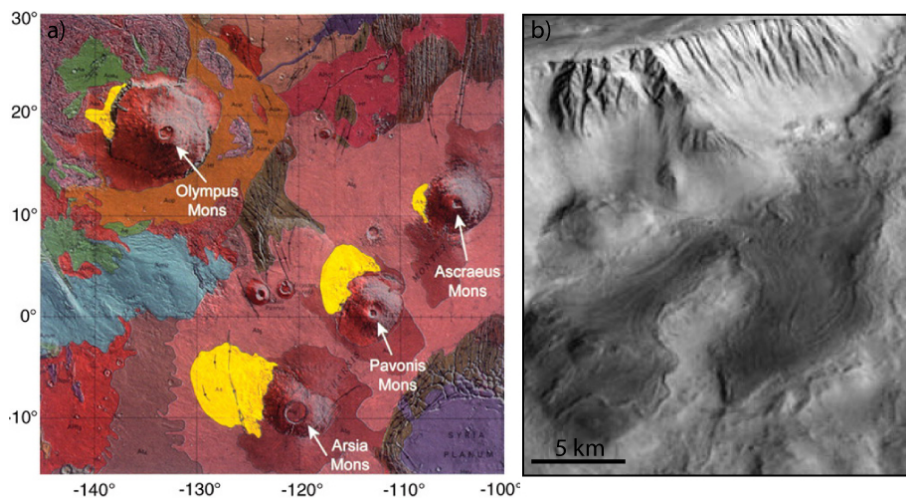 30°
a)
b)
20°
Olympus
Mons
10°
Ascraeus
Mons
0°
Pavonis
Mons
-10°
Arsia
Mons
SYRIA
PLANUM
5 km
-140°
-130°
-120°
-110°
-100°